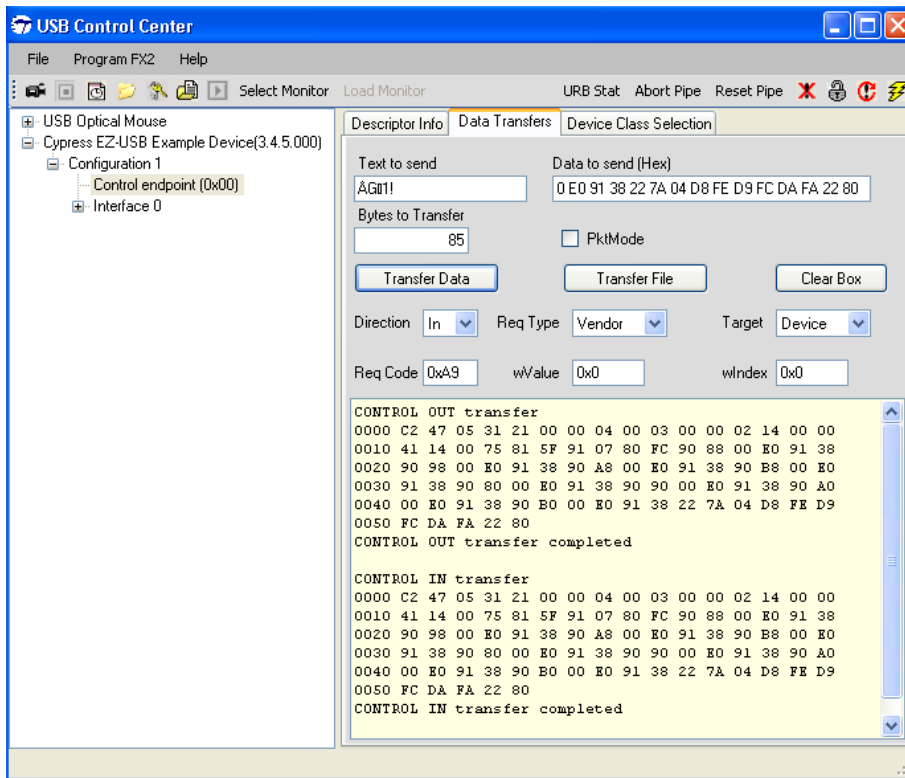 USB Control Center
File Program FX2 Help
Select Monitor Load Monitor URB Stat Abort Pipe Reset Pipe
USB Optical Mouse
Cypress EZ-USB Example Device(3.4.5.000)
Configuration 1
Control endpoint (0x00)
Interface 0
Descriptor Info Data Transfers Device Class Selection
Text to send Data to send (Hex)
0 E0 91 38 22 7A 04 D8 FE D9 FC DA FA 22 80
Bytes to Transfer
85 PktMode
Transfer Data Transfer File Clear Box
Direction In Req Type Vendor Target Device
Req Code 0xA9 wValue 0x0 wIndex 0x0
CONTROL OUT transfer
0000 C2 47 05 31 21 00 00 04 00 03 00 00 02 14 00 00
0010 41 14 00 75 81 5F 91 07 80 FC 90 88 00 E0 91 38
0020 90 98 00 E0 91 38 90 A8 00 E0 91 38 90 B8 00 E0
0030 91 38 90 80 00 E0 91 38 90 90 00 E0 91 38 90 A0
0040 00 E0 91 38 90 B0 00 E0 91 38 22 7A 04 D8 FE D9
0050 FC DA FA 22 80
CONTROL OUT transfer completed
CONTROL IN transfer
0000 C2 47 05 31 21 00 00 04 00 03 00 00 02 14 00 00
0010 41 14 00 75 81 5F 91 07 80 FC 90 88 00 E0 91 38
0020 90 98 00 E0 91 38 90 A8 00 E0 91 38 90 B8 00 E0
0030 91 38 90 80 00 E0 91 38 90 90 00 E0 91 38 90 A0
0040 00 E0 91 38 90 B0 00 E0 91 38 22 7A 04 D8 FE D9
0050 FC DA FA 22 80
CONTROL IN transfer completed